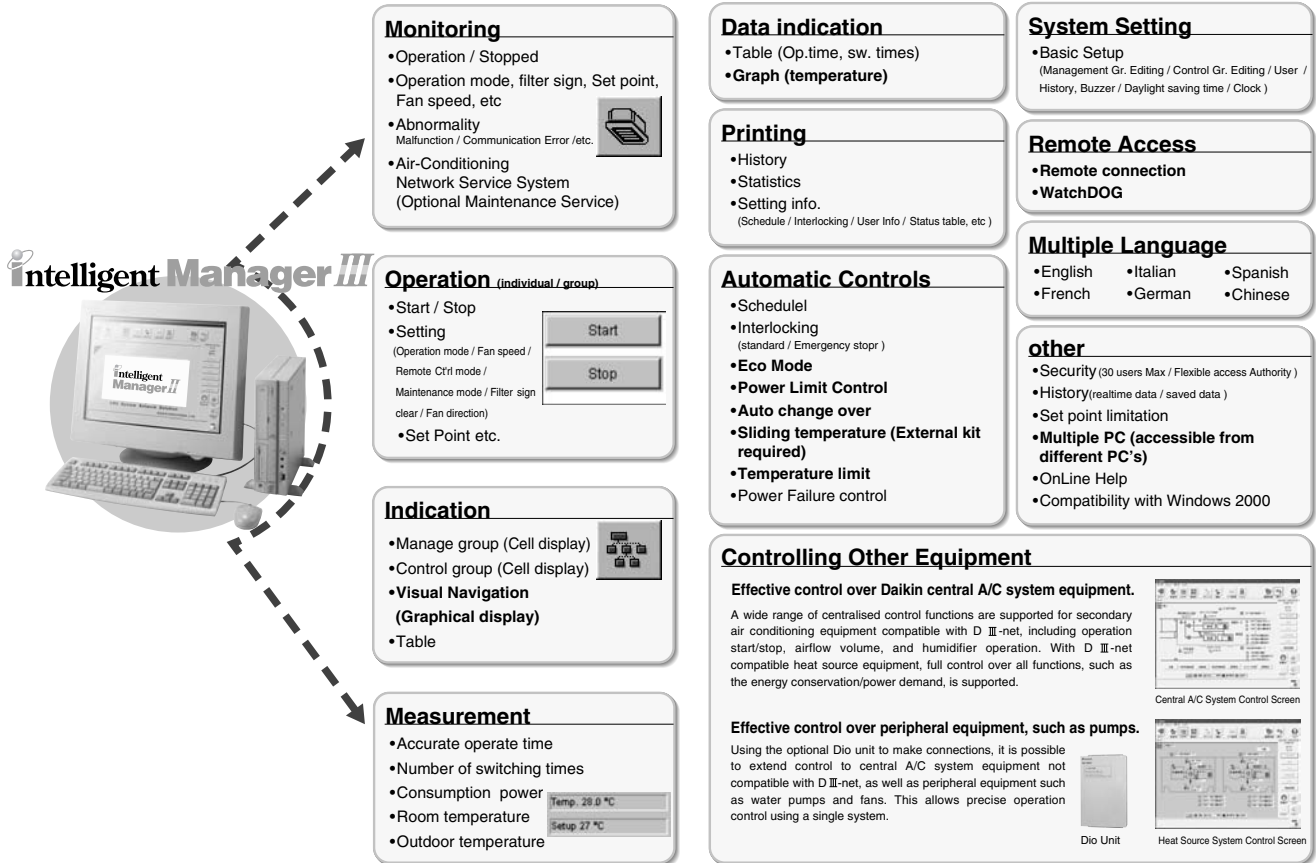 intelligent Manager III
intelligent
Manager II
Monitoring
•Operation / Stopped
•Operation mode, filter sign, Set point,
Fan speed, etc
•Abnormality
Malfunction / Communication Error /etc.
•Air-Conditioning
Network Service System
(Optional Maintenance Service)
Operation (individual / group)
•Start / Stop
•Setting
(Operation mode / Fan speed /
Remote Ct'rl mode /
Maintenance mode / Filter sign
clear / Fan direction)
•Set Point etc.
Start
Stop
Indication
•Manage group (Cell display)
•Control group (Cell display)
•Visual Navigation
(Graphical display)
•Table
Measurement
•Accurate operate time
•Number of switching times
•Consumption power
•Room temperature
•Outdoor temperature
Temp. 28.0 °C
Setup 27 °C
Data indication
•Table (Op.time, sw. times)
•Graph (temperature)
Printing
•History
•Statistics
•Setting info.
(Schedule / Interlocking / User Info / Status table, etc )
Automatic Controls
•Schedulel
•Interlocking
(standard / Emergency stopr )
•Eco Mode
•Power Limit Control
•Auto change over
•Sliding temperature (External kit
required)
•Temperature limit
•Power Failure control
System Setting
•Basic Setup
(Management Gr. Editing / Control Gr. Editing / User /
History, Buzzer / Daylight saving time / Clock )
Remote Access
•Remote connection
•WatchDOG
Multiple Language
•English •Italian •Spanish
•French •German •Chinese
other
•Security (30 users Max / Flexible access Authority )
•History(realtime data / saved data )
•Set point limitation
•Multiple PC (accessible from
different PC's)
•OnLine Help
•Compatibility with Windows 2000
Controlling Other Equipment
Effective control over Daikin central A/C system equipment.
A wide range of centralised control functions are supported for secondary
air conditioning equipment compatible with D III-net, including operation
start/stop, airflow volume, and humidifier operation. With D III-net
compatible heat source equipment, full control over all functions, such as
the energy conservation/power demand, is supported.
Central A/C System Control Screen
Effective control over peripheral equipment, such as pumps.
Using the optional Dio unit to make connections, it is possible
to extend control to central A/C system equipment not
compatible with D III-net, as well as peripheral equipment such
as water pumps and fans. This allows precise operation
control using a single system.
Dio Unit
Heat Source System Control Screen